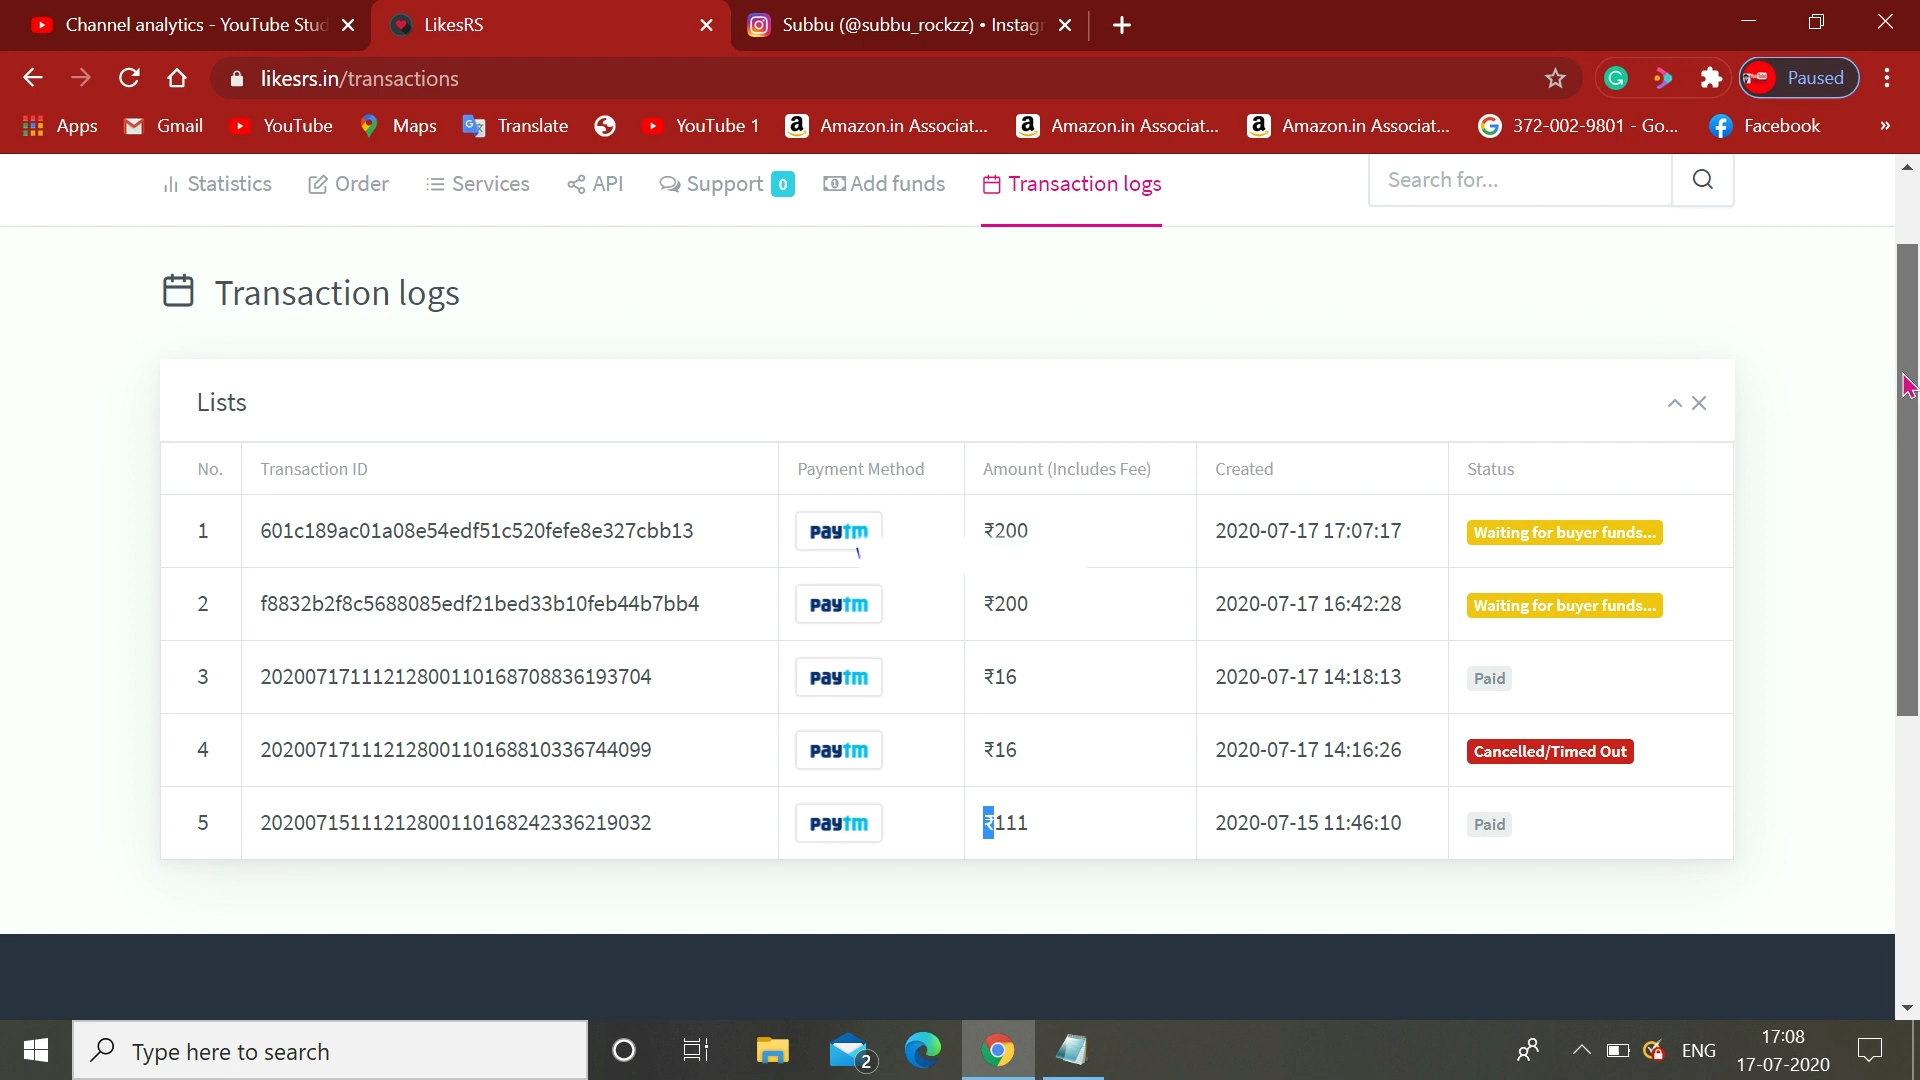 Channel analytics - YouTube Stud
LikesRS
Subbu (@subbu_rockzz) • Instagr
likesrs.in/transactions
Paused
Apps
Gmail
YouTube
Maps
Translate
YouTube 1
Amazon.in Associat...
Amazon.in Associat...
Amazon.in Associat...
372-002-9801 - Go...
Facebook
»
Statistics
Order
Services
API
Support 0
Add funds
Transaction logs
Search for...
Transaction logs
Lists
No. Transaction ID Payment Method Amount (Includes Fee) Created Status
1 601c189ac01a08e54edf51c520fefe8e327cbb13 paytm ₹200 2020-07-17 17:07:17 Waiting for buyer funds...
2 f8832b2f8c5688085edf21bed33b10feb44b7bb4 paytm ₹200 2020-07-17 16:42:28 Waiting for buyer funds...
3 20200717111212800110168708836193704 paytm ₹16 2020-07-17 14:18:13 Paid
4 20200717111212800110168810336744099 paytm ₹16 2020-07-17 14:16:26 Cancelled/Timed Out
5 20200715111212800110168242336219032 paytm ₹111 2020-07-15 11:46:10 Paid
Type here to search
2
ENG
17:08
17-07-2020